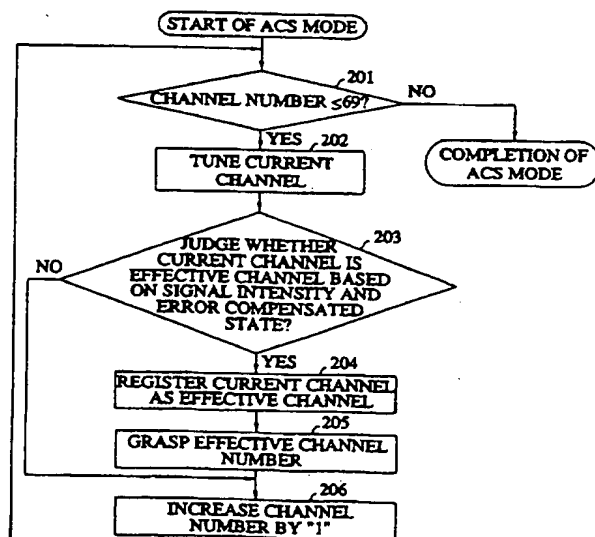 START OF ACS MODE
201
CHANNEL NUMBER ≤69?
NO
YES
202
TUNE CURRENT
CHANNEL
COMPLETION OF
ACS MODE
203
NO
JUDGE WHETHER
CURRENT CHANNEL IS
EFFECTIVE CHANNEL BASED
ON SIGNAL INTENSITY AND
ERROR COMPENSATED
STATE?
YES
204
REGISTER CURRENT CHANNEL
AS EFFECTIVE CHANNEL
205
GRASP EFFECTIVE CHANNEL
NUMBER
206
INCREASE CHANNEL
NUMBER BY "1"